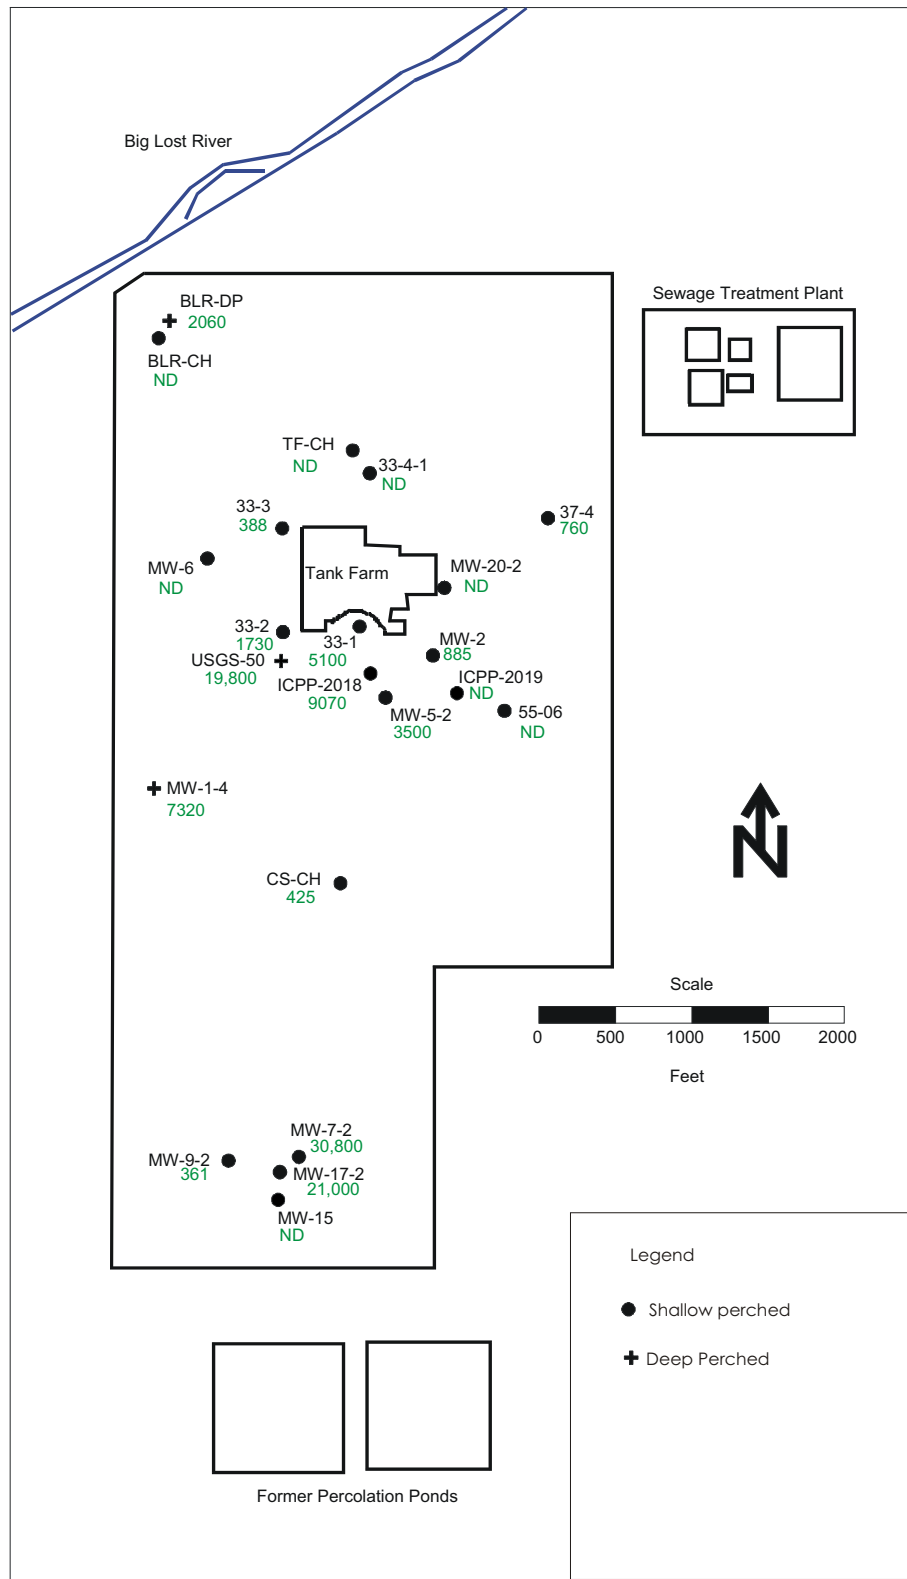 Big Lost River
BLR-DP
2060
Sewage Treatment Plant
BLR-CH
ND
TF-CH
ND
33-4-1
ND
33-3
388
37-4
760
MW-6
ND
Tank Farm
MW-20-2
ND
33-2
1730
33-1
5100
MW-2
885
USGS-50
19,800
ICPP-2018
9070
ICPP-2019
ND
MW-5-2
3500
55-06
ND
MW-1-4
7320
N
CS-CH
425
Scale
0 500 1000 1500 2000
Feet
MW-7-2
30,800
MW-9-2
361
MW-17-2
21,000
MW-15
ND
Legend
Shallow perched
Deep Perched
Former Percolation Ponds